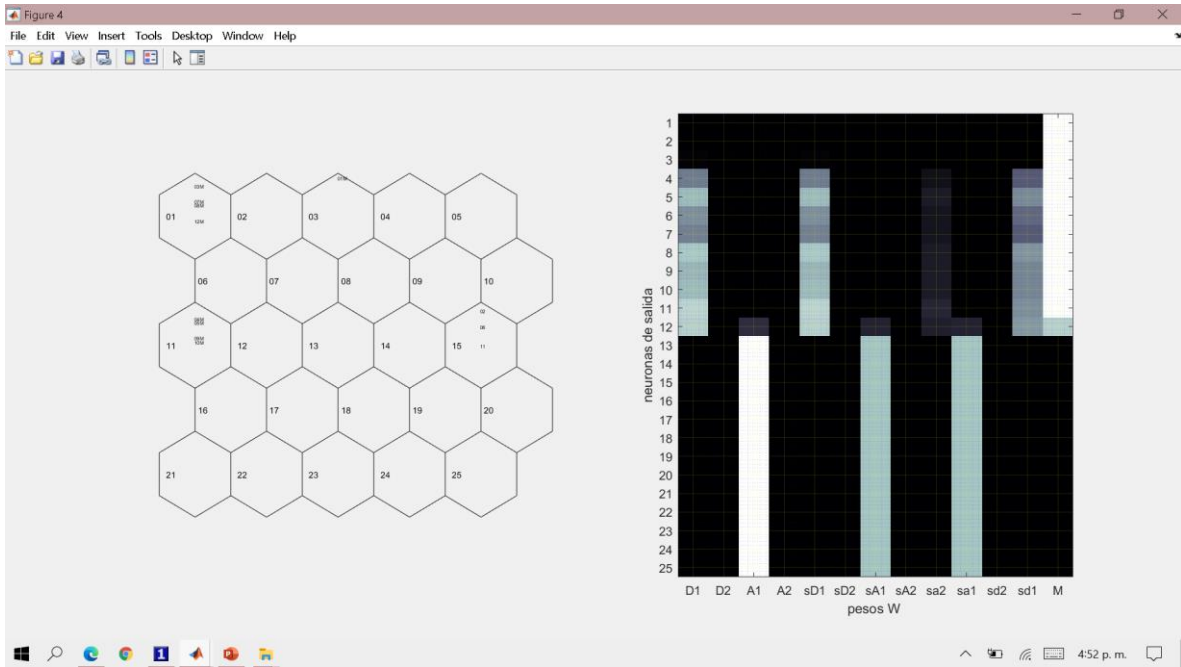 Figure 4
File Edit View Insert Tools Desktop Window Help
01 02 03 04 05
06 07 08 09 10
02
06
11 12 13 14 15 11
16 17 18 19 20
21 22 23 24 25
neuronas de salida
1
2
3
4
5
6
7
8
9
10
11
12
13
14
15
16
17
18
19
20
21
22
23
24
25
D1 D2 A1 A2 sD1 sD2 sA1 sA2 sa2 sa1 sd2 sd1 M
pesos W
1
4:52 p. m.